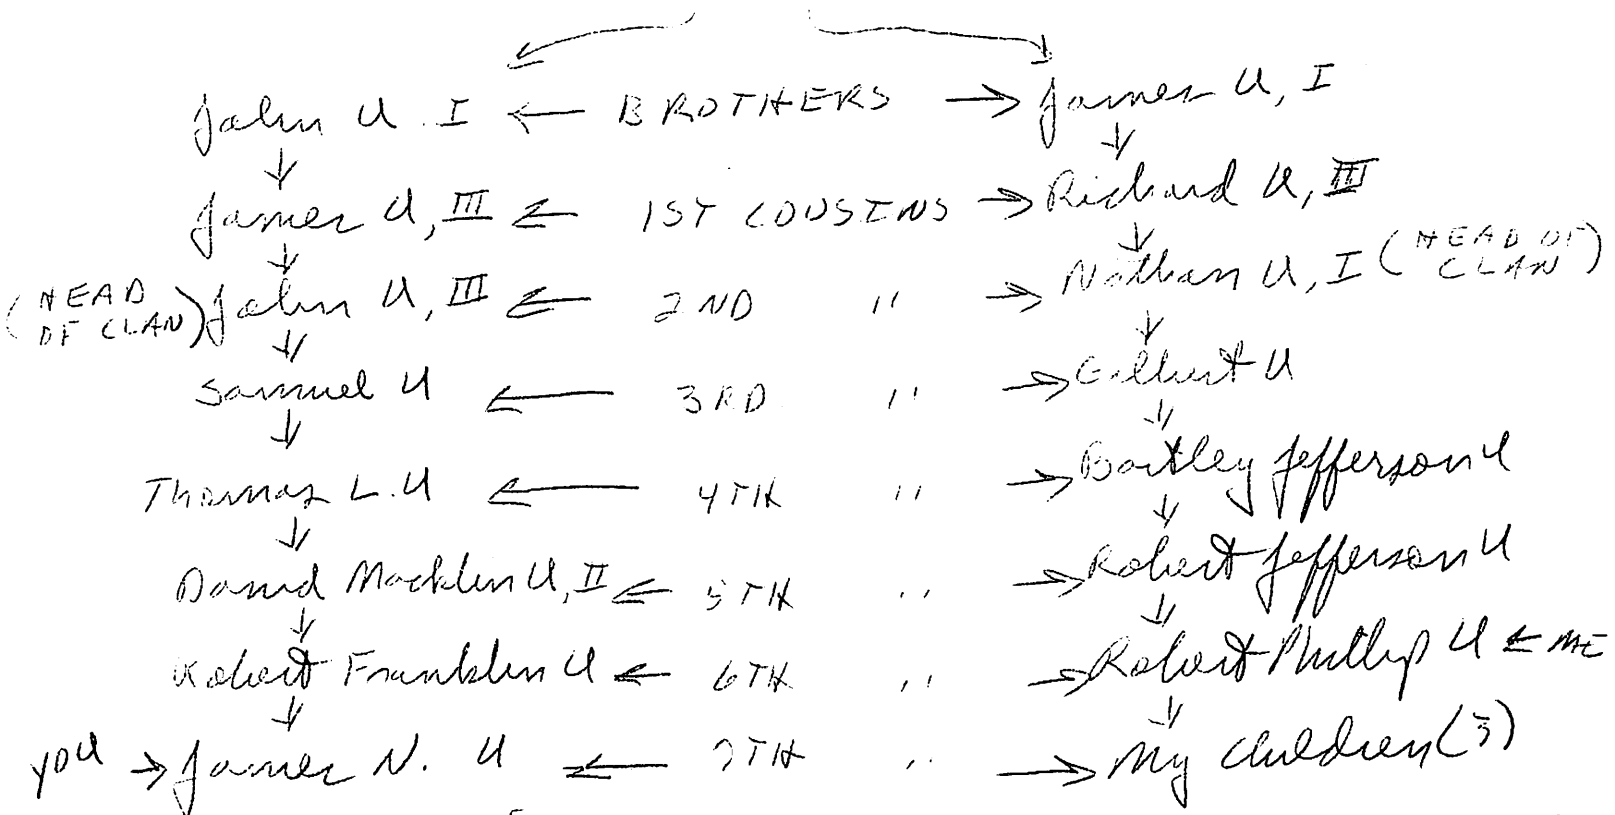 John U. I ← BROTHERS → James U, I
James U, III ← 1ST COUSINS → Richard U, III
(HEAD OF CLAN) John U, III ← 2ND " → Nathan U, I (HEAD OF CLAN)
Samuel U ← 3RD " → Gilbert U
Thomas L. U ← 4TH " → Bartley Jefferson U
David Macklin U, II ← 5TH " → Robert Jefferson U
Robert Franklin U ← 6TH " → Robert Phillip U ← ME
YOU → James N. U ← 7TH " → My children (3)